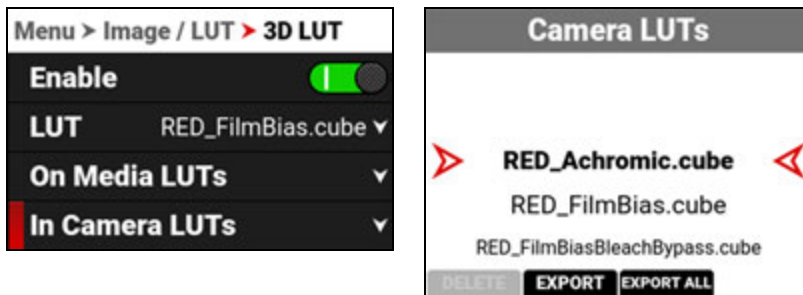 Menu > Image / LUT > 3D LUT
Enable
LUT RED_FilmBias.cube
On Media LUTs
In Camera LUTs
Camera LUTs
RED_Achromic.cube
RED_FilmBias.cube
RED_FilmBiasBleachBypass.cube
DELETE EXPORT EXPORT ALL